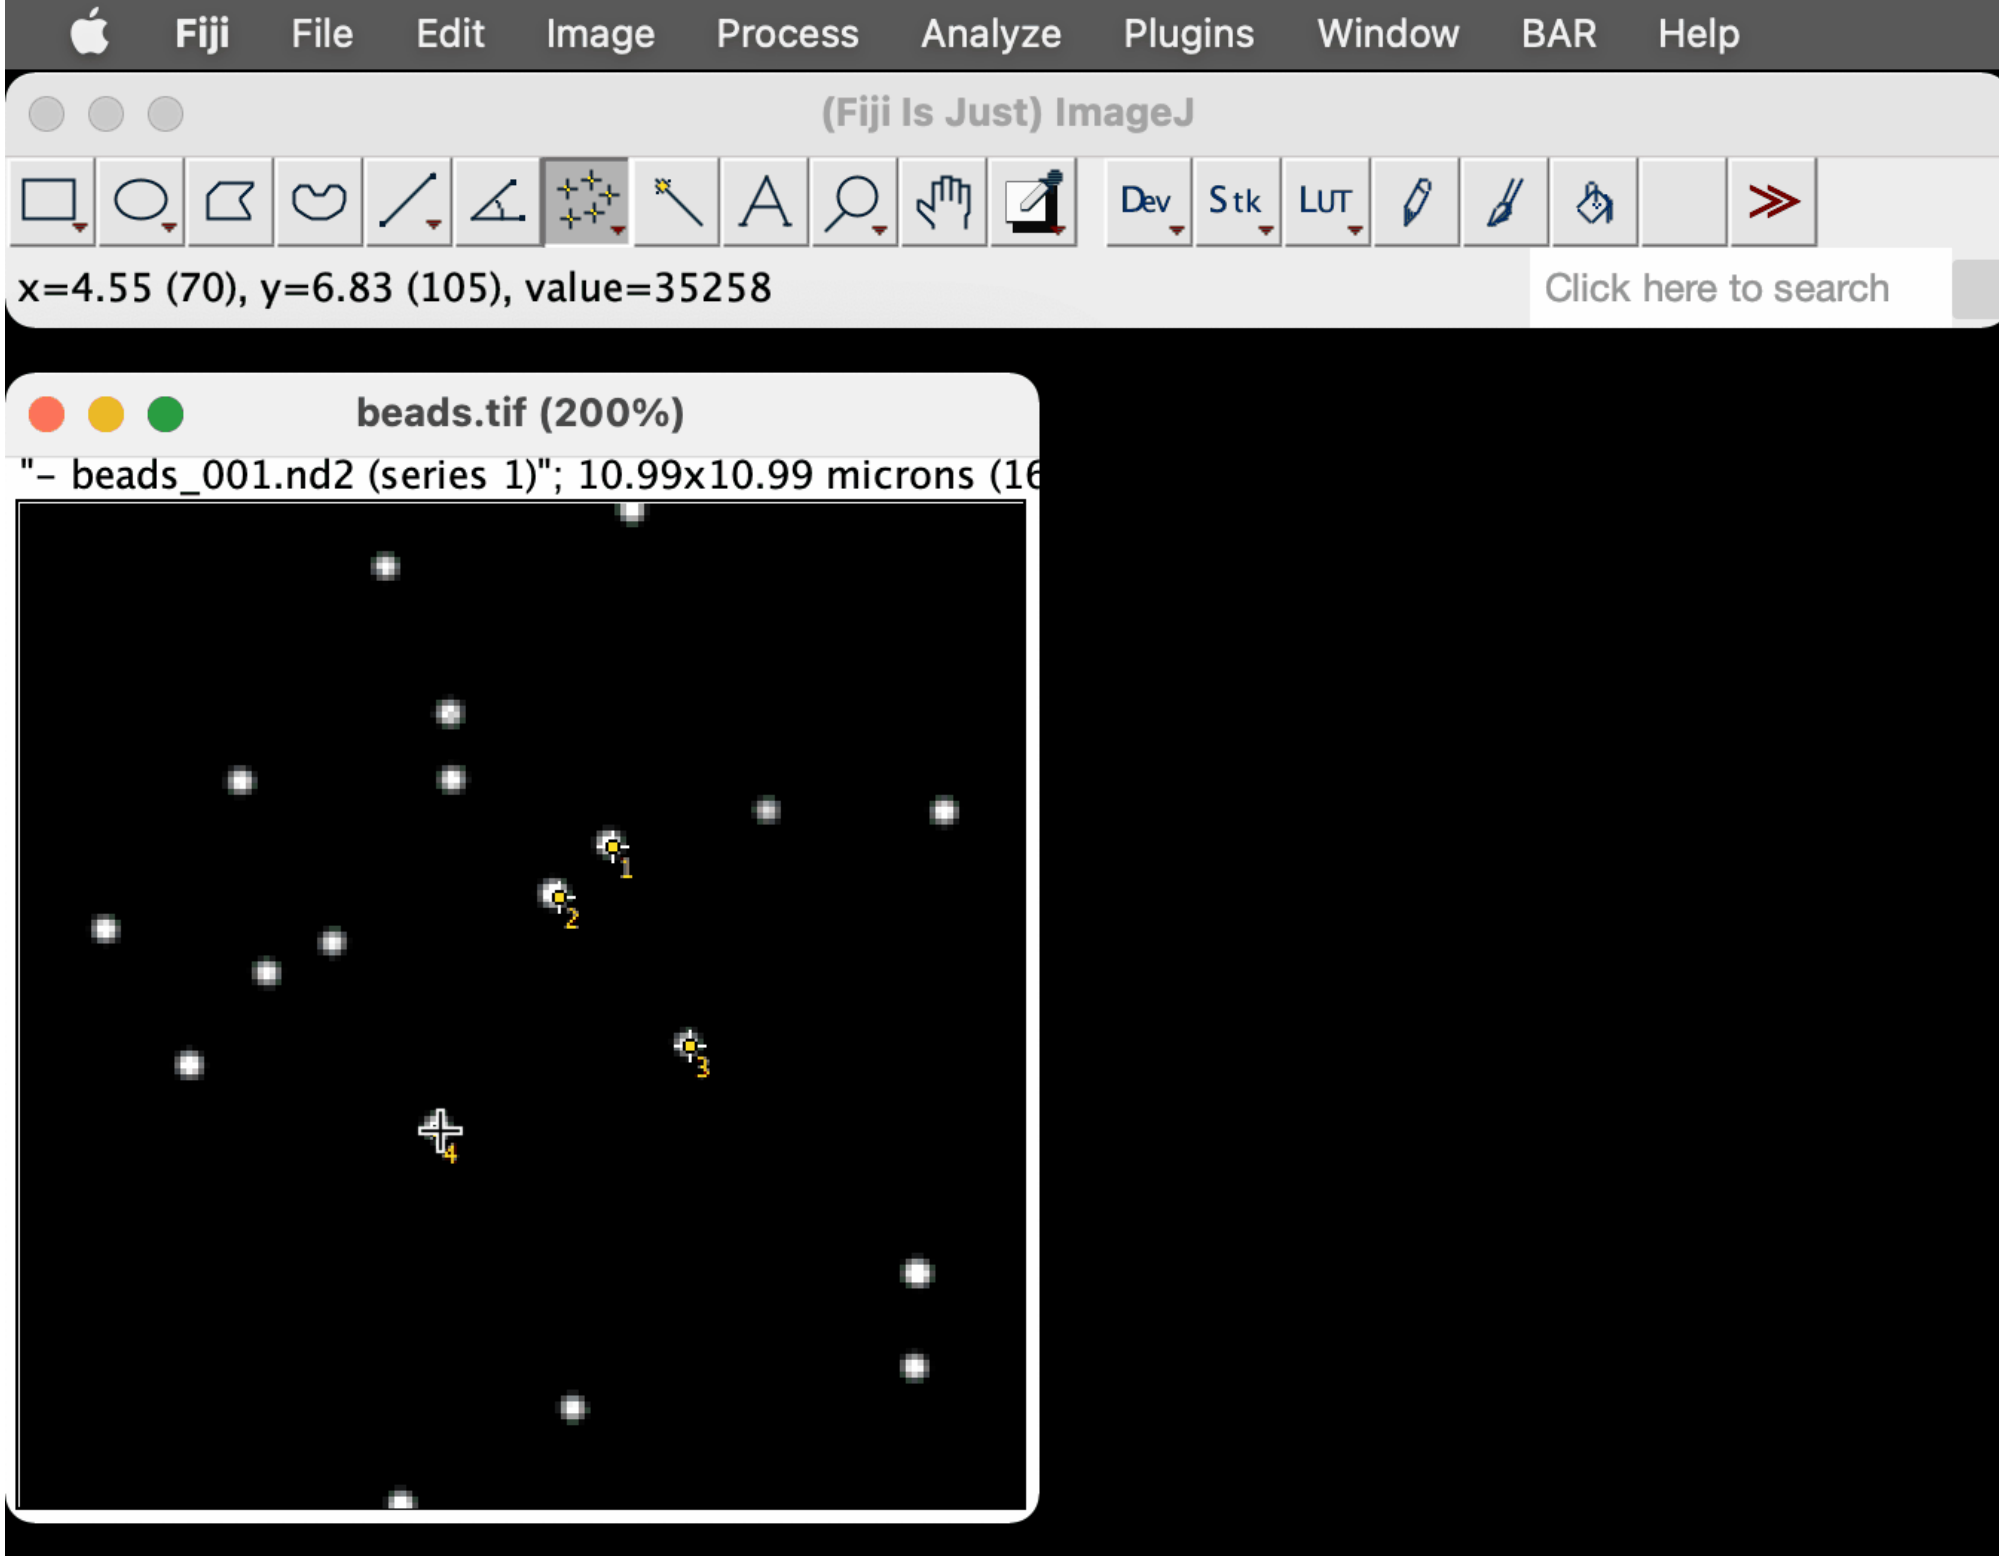 Fiji File Edit Image Process Analyze Plugins Window BAR Help
(Fiji Is Just) ImageJ
A Dev Stk LUT
x=4.55 (70), y=6.83 (105), value=35258 Click here to search
beads.tif (200%)
"– beads_001.nd2 (series 1)"; 10.99x10.99 microns (16
1
2
3
4